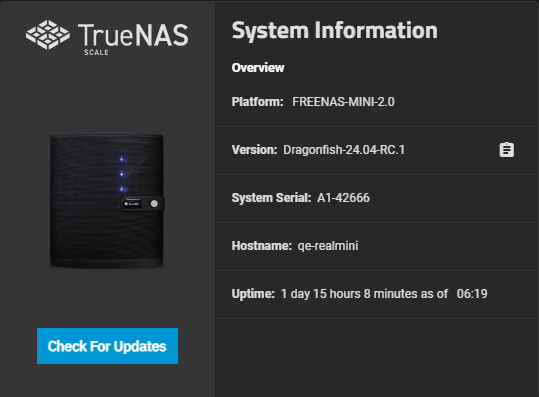 TrueNAS
SCALE
Check For Updates
System Information
Overview
Platform: FREENAS-MINI-2.0
Version: Dragonfish-24.04-RC.1
System Serial: A1-42666
Hostname: qe-realmini
Uptime: 1 day 15 hours 8 minutes as of 06:19